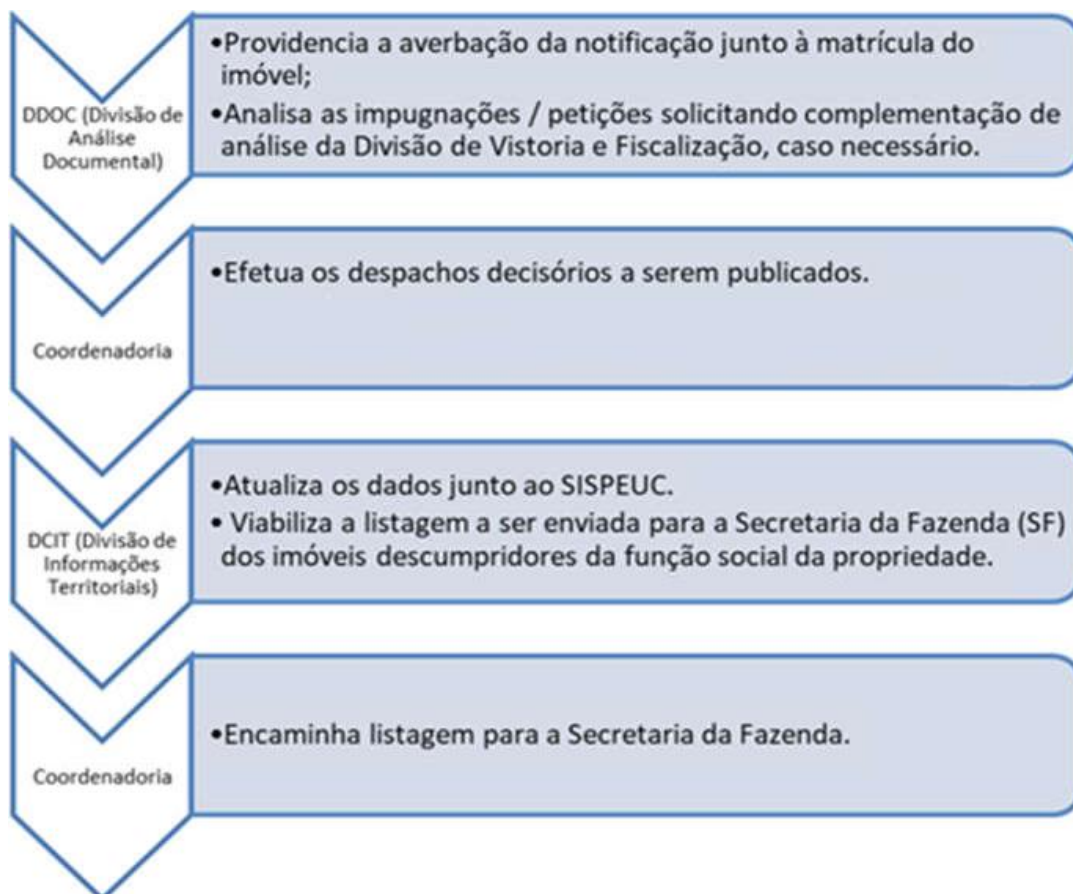 DDOC (Divisão de
Análise
Documental)
•Providencia a averbação da notificação junto à matrícula do
imóvel;
•Analisa as impugnações / petições solicitando complementação de
análise da Divisão de Vistoria e Fiscalização, caso necessário.
Coordenadoria
•Efetua os despachos decisórios a serem publicados.
DCIT (Divisão de
Informações
Territoriais)
•Atualiza os dados junto ao SISPEUC.
• Viabiliza a listagem a ser enviada para a Secretaria da Fazenda (SF)
dos imóveis descumpridores da função social da propriedade.
Coordenadoria
•Encaminha listagem para a Secretaria da Fazenda.